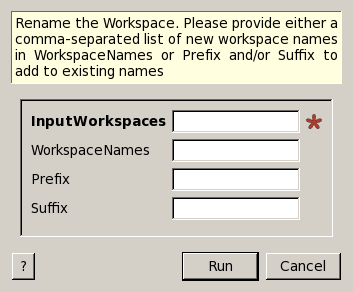 Rename the Workspace. Please provide either a
comma-separated list of new workspace names
in WorkspaceNames or Prefix and/or Suffix to
add to existing names
InputWorkspaces *
WorkspaceNames
Prefix
Suffix
? Run Cancel